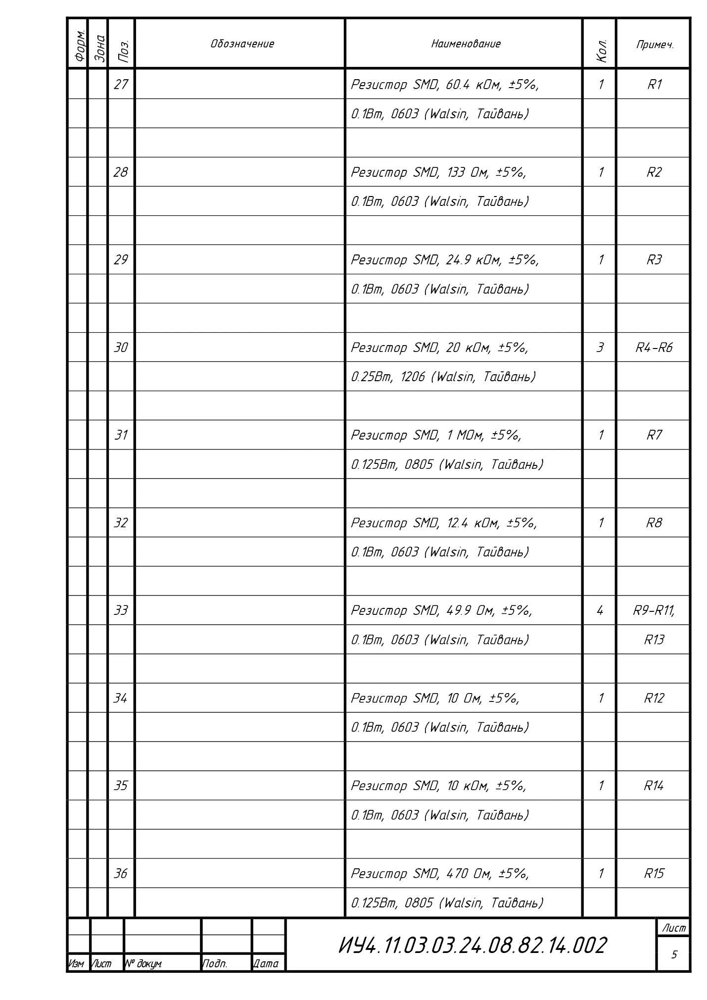 Форм. Зона Поз. Обозначение Наименование Кол. Примеч.
27 Резистор SMD, 60.4 кОм, ±5%, 1 R1
0.1Вт, 0603 (Walsin, Тайвань)
28 Резистор SMD, 133 Ом, ±5%, 1 R2
0.1Вт, 0603 (Walsin, Тайвань)
29 Резистор SMD, 24.9 кОм, ±5%, 1 R3
0.1Вт, 0603 (Walsin, Тайвань)
30 Резистор SMD, 20 кОм, ±5%, 3 R4-R6
0.25Вт, 1206 (Walsin, Тайвань)
31 Резистор SMD, 1 МОм, ±5%, 1 R7
0.125Вт, 0805 (Walsin, Тайвань)
32 Резистор SMD, 12.4 кОм, ±5%, 1 R8
0.1Вт, 0603 (Walsin, Тайвань)
33 Резистор SMD, 49.9 Ом, ±5%, 4 R9-R11,
0.1Вт, 0603 (Walsin, Тайвань) R13
34 Резистор SMD, 10 Ом, ±5%, 1 R12
0.1Вт, 0603 (Walsin, Тайвань)
35 Резистор SMD, 10 кОм, ±5%, 1 R14
0.1Вт, 0603 (Walsin, Тайвань)
36 Резистор SMD, 470 Ом, ±5%, 1 R15
0.125Вт, 0805 (Walsin, Тайвань)
Лист
ИУ4.11.03.03.24.08.82.14.002
5
Изм Лист № докум. Подп. Дата